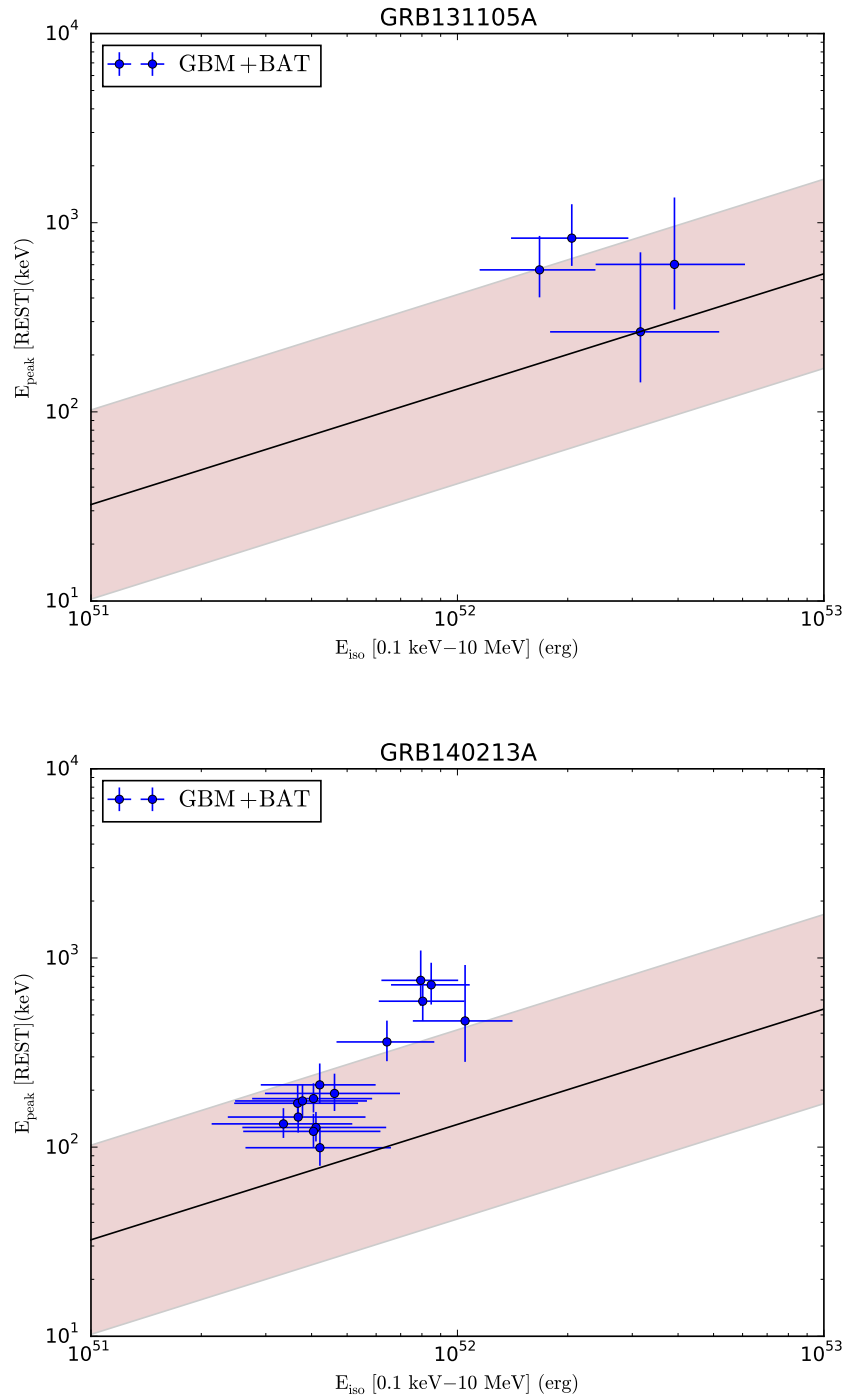 GRB131105A
10^4
GBM+BAT
10^3
E_peak [REST](keV)
10^2
10^1
10^51
10^52
10^53
E_iso [0.1 keV−10 MeV] (erg)
GRB140213A
10^4
GBM+BAT
10^3
E_peak [REST](keV)
10^2
10^1
10^51
10^52
10^53
E_iso [0.1 keV−10 MeV] (erg)